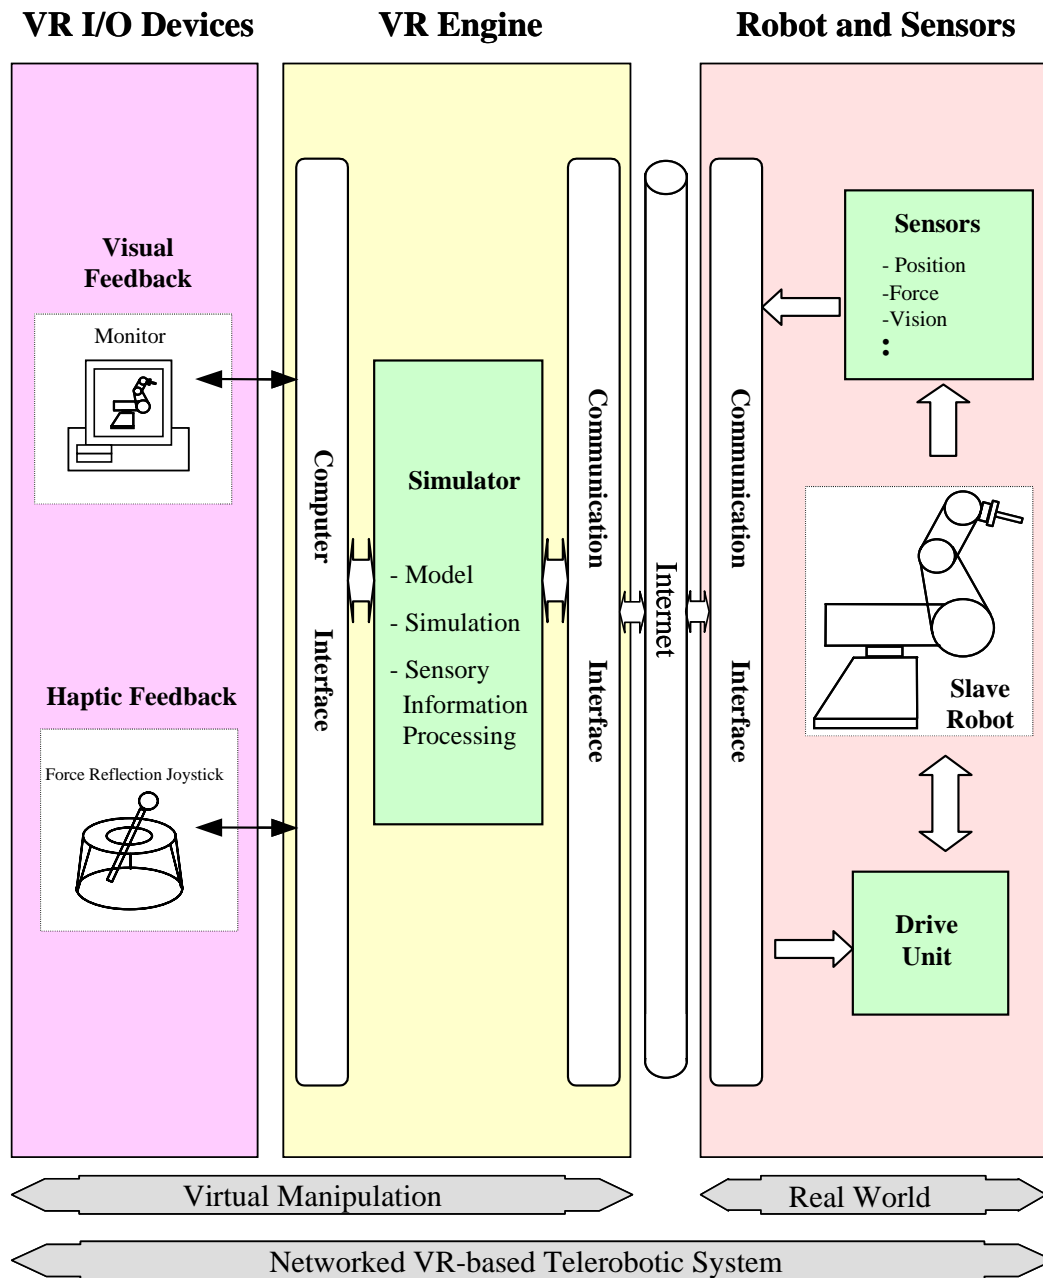 VR I/O Devices
VR Engine
Robot and Sensors
Visual
Feedback
Monitor
Haptic Feedback
Force Reflection Joystick
Computer Interface
Simulator
- Model
- Simulation
- Sensory
Information
Processing
Communication Interface
Internet
Communication Interface
Sensors
- Position
-Force
-Vision
:
Slave
Robot
Drive
Unit
Virtual Manipulation
Real World
Networked VR-based Telerobotic System